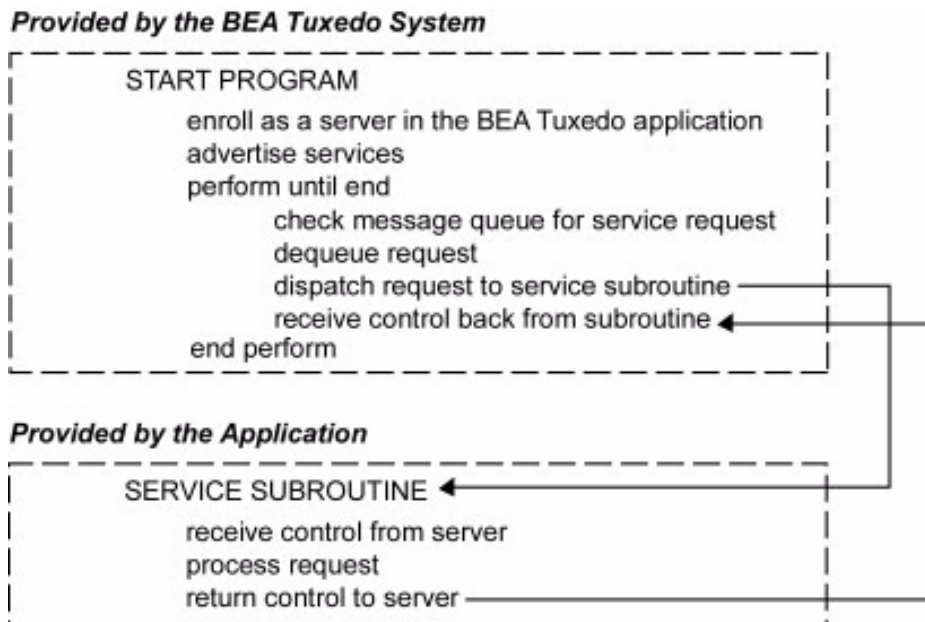 Provided by the BEA Tuxedo System
START PROGRAM
enroll as a server in the BEA Tuxedo application
advertise services
perform until end
check message queue for service request
dequeue request
dispatch request to service subroutine
receive control back from subroutine
end perform
Provided by the Application
SERVICE SUBROUTINE
receive control from server
process request
return control to server